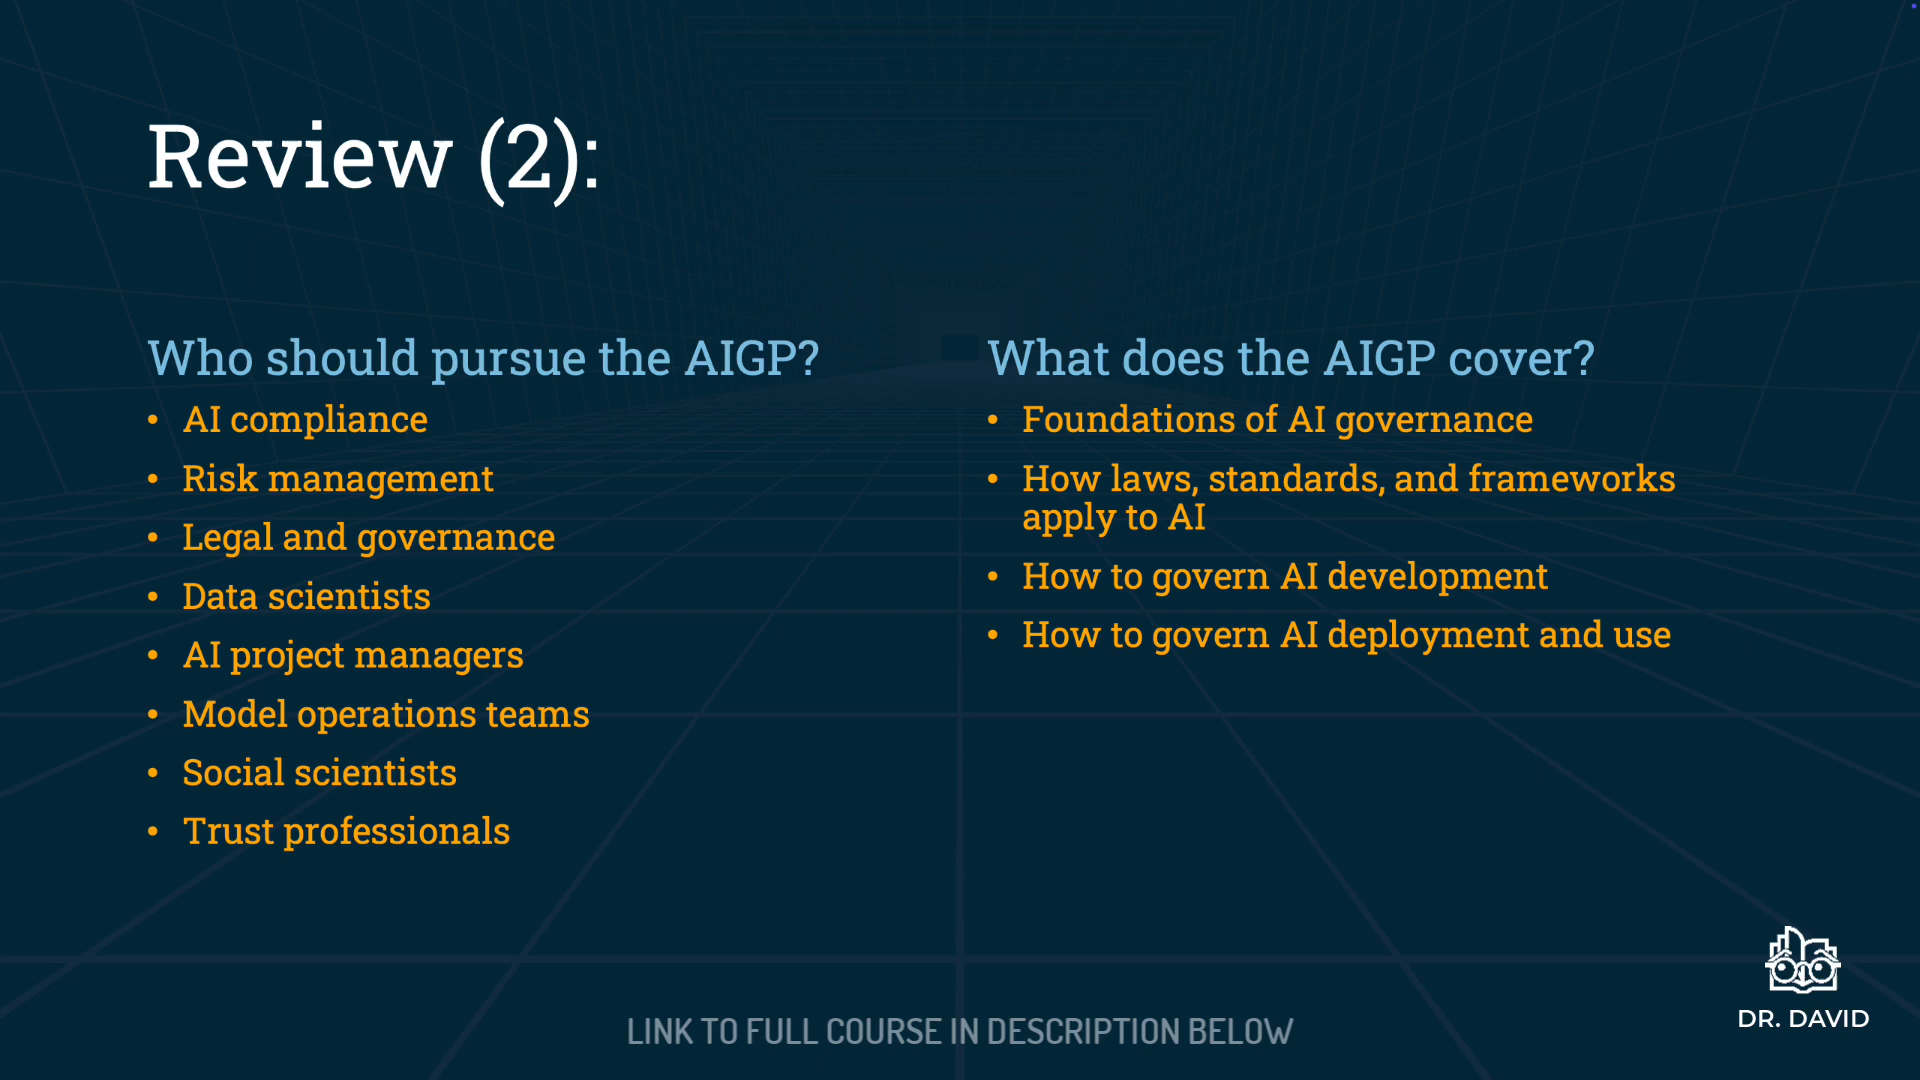 Review (2):
Who should pursue the AIGP?
• AI compliance
• Risk management
• Legal and governance
• Data scientists
• AI project managers
• Model operations teams
• Social scientists
• Trust professionals
What does the AIGP cover?
• Foundations of AI governance
• How laws, standards, and frameworks
apply to AI
• How to govern AI development
• How to govern AI deployment and use
DR. DAVID
LINK TO FULL COURSE IN DESCRIPTION BELOW